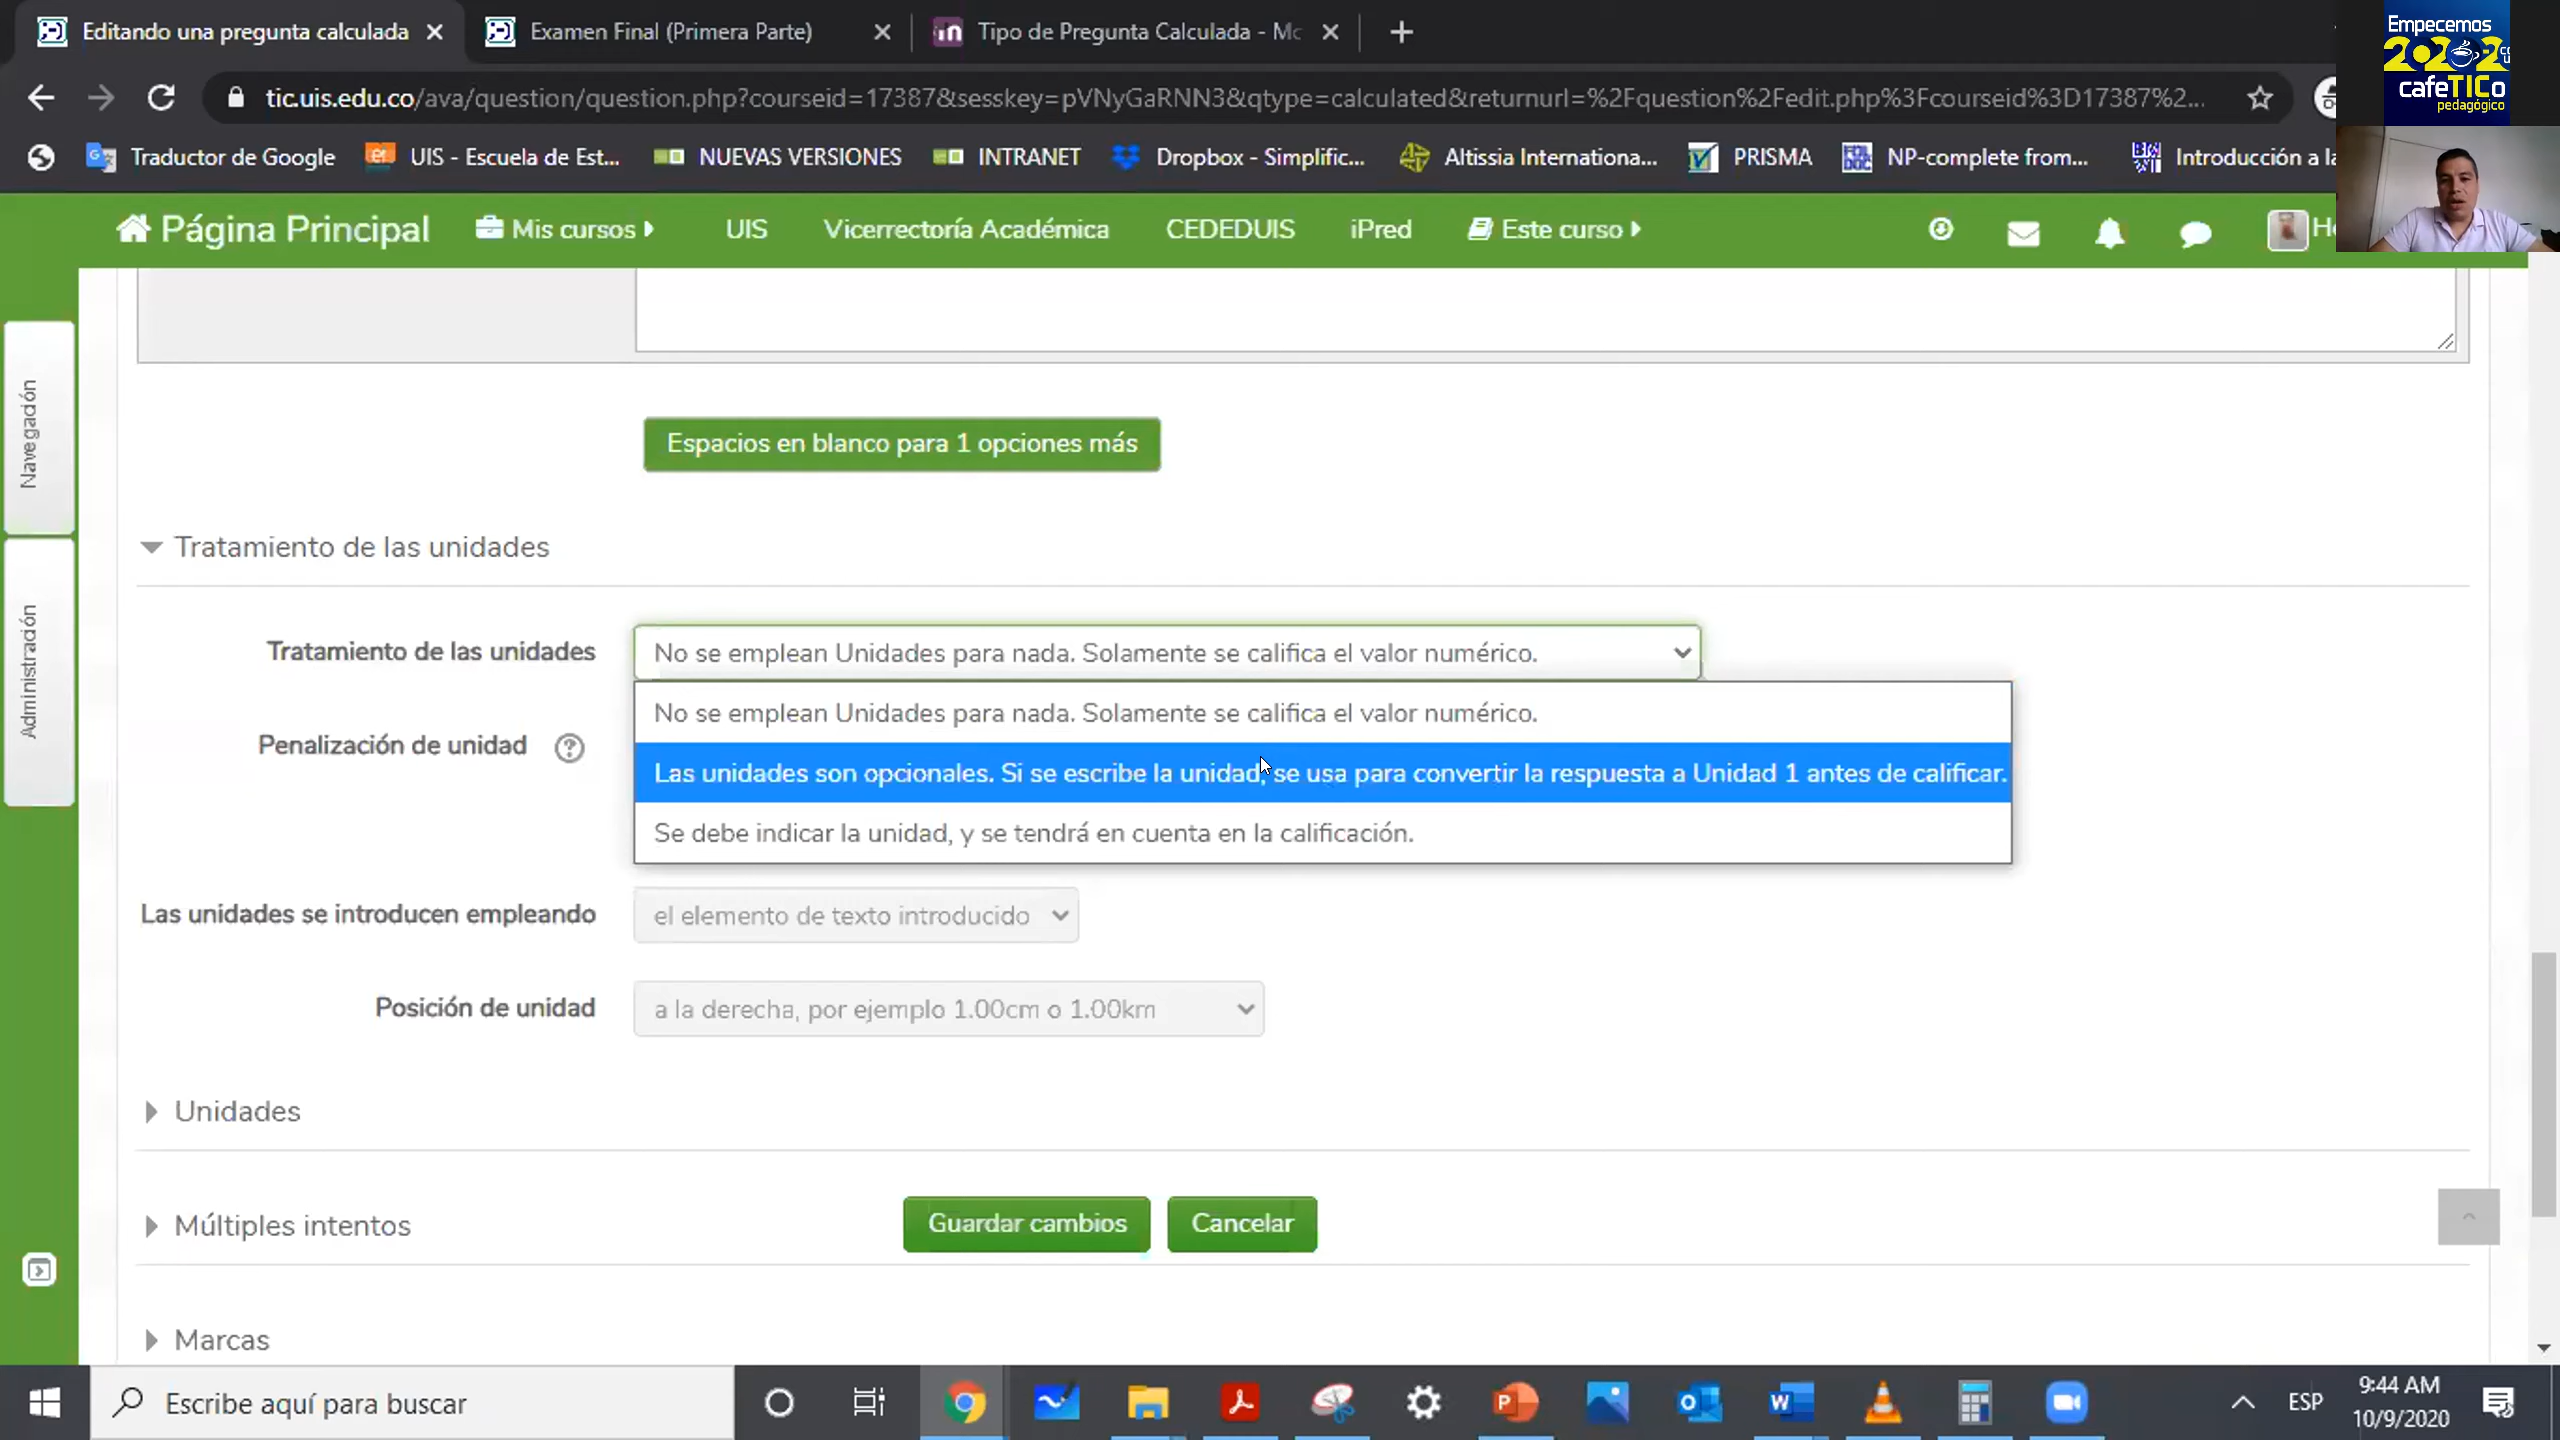 Editando una pregunta calculada
Examen Final (Primera Parte)
Tipo de Pregunta Calculada - Mo
Empecemos
2020-2
cafeTICo
pedagógico
tic.uis.edu.co/ava/question/question.php?courseid=17387&sesskey=pVNyGaRNN3&qtype=calculated&returnurl=%2Fquestion%2Fedit.php%3Fcourseid%3D17387%2...
Traductor de Google
UIS - Escuela de Est...
NUEVAS VERSIONES
INTRANET
Dropbox - Simplific...
Altissia Internationa...
PRISMA
NP-complete from...
Introducción a la
Página Principal
Mis cursos
UIS
Vicerrectoría Académica
CEDEDUIS
iPred
Este curso
Navegación
Administración
Espacios en blanco para 1 opciones más
Tratamiento de las unidades
Tratamiento de las unidades
No se emplean Unidades para nada. Solamente se califica el valor numérico.
No se emplean Unidades para nada. Solamente se califica el valor numérico.
Penalización de unidad
Las unidades son opcionales. Si se escribe la unidad, se usa para convertir la respuesta a Unidad 1 antes de calificar.
Se debe indicar la unidad, y se tendrá en cuenta en la calificación.
Las unidades se introducen empleando
el elemento de texto introducido
Posición de unidad
a la derecha, por ejemplo 1.00cm o 1.00km
Unidades
Múltiples intentos
Guardar cambios
Cancelar
Marcas
Escribe aquí para buscar
ESP
9:44 AM
10/9/2020